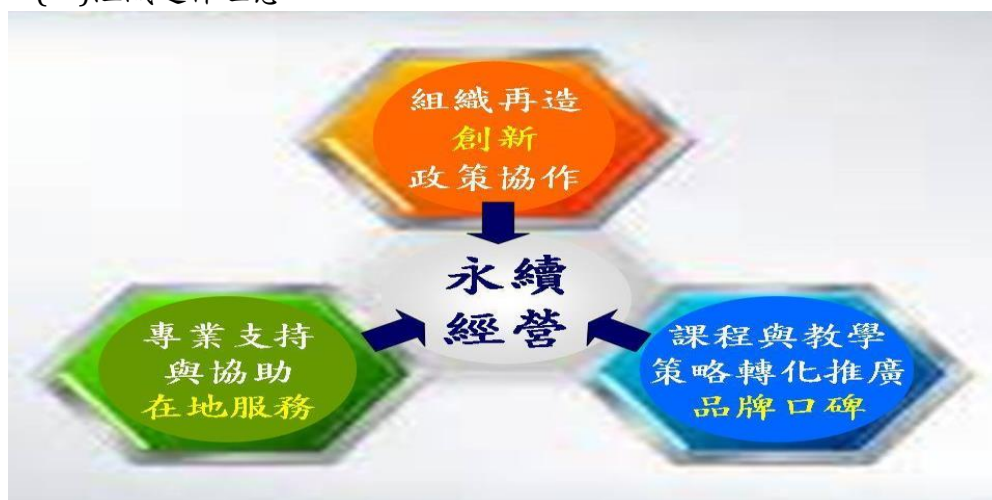 組織再造
創新
政策協作
永續
經營
專業支持
與協助
在地服務
課程與教學
策略轉化推廣
品牌口碑